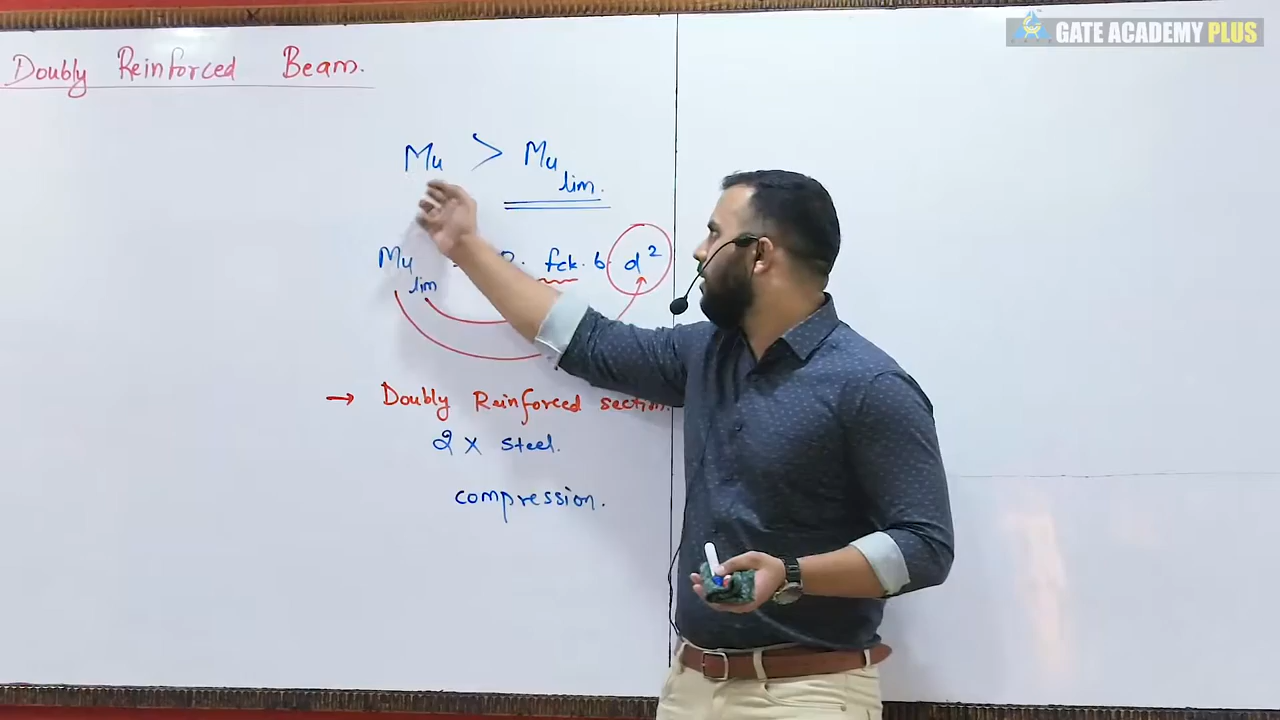 GATE ACADEMY PLUS
Doubly Reinforced Beam.
Mu > Mu lim.
Mu lim fck. b. d²
→ Doubly Reinforced section.
2 x steel.
compression.